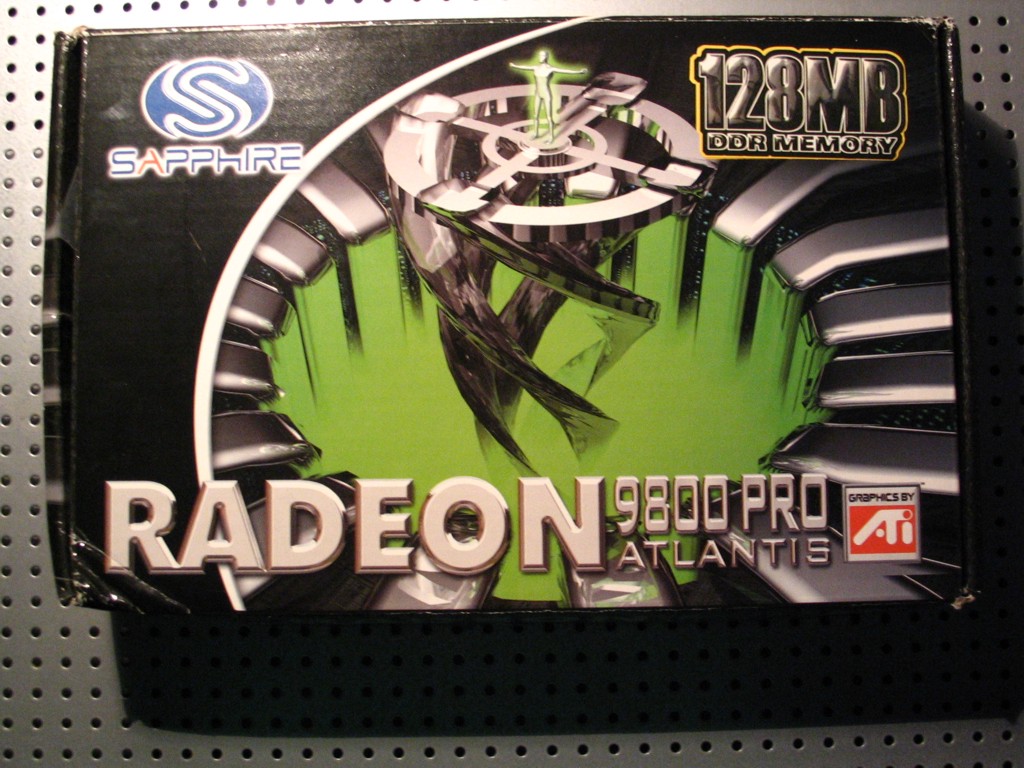 SAPPHIRE
128MB
DDR MEMORY
RADEON
9800 PRO
ATLANTIS
GRAPHICS BY
ATi